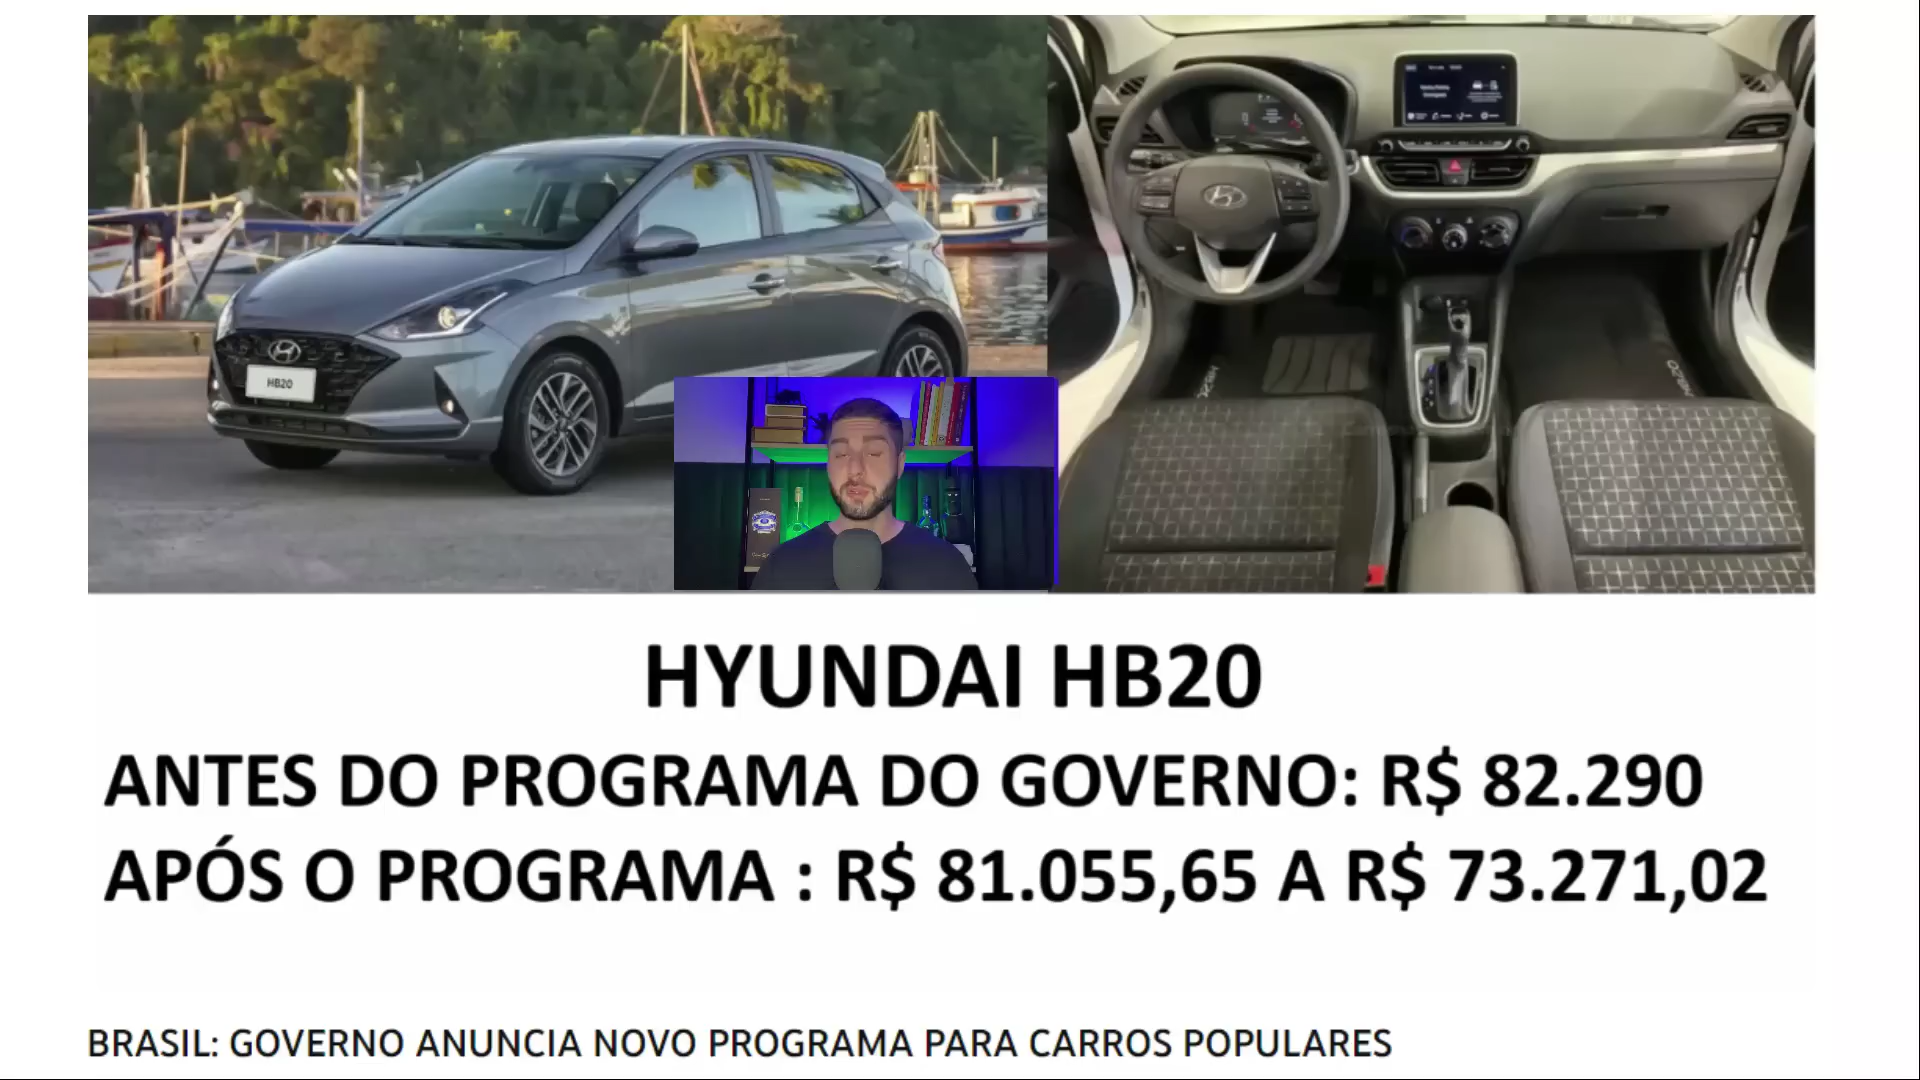 HB20
HYUNDAI HB20
ANTES DO PROGRAMA DO GOVERNO: R$ 82.290
APÓS O PROGRAMA : R$ 81.055,65 A R$ 73.271,02
BRASIL: GOVERNO ANUNCIA NOVO PROGRAMA PARA CARROS POPULARES